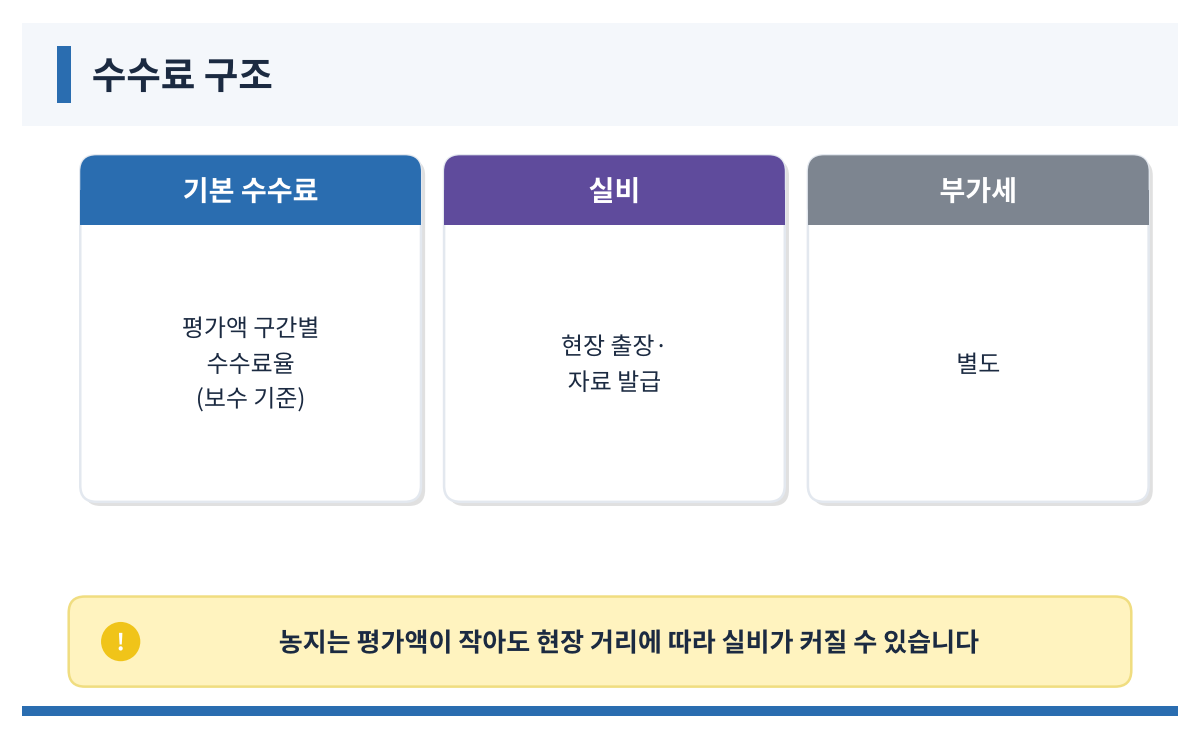 수수료 구조
기본 수수료
평가액 구간별
수수료율
(보수 기준)
실비
현장 출장·
자료 발급
부가세
별도
!
농지는 평가액이 작아도 현장 거리에 따라 실비가 커질 수 있습니다